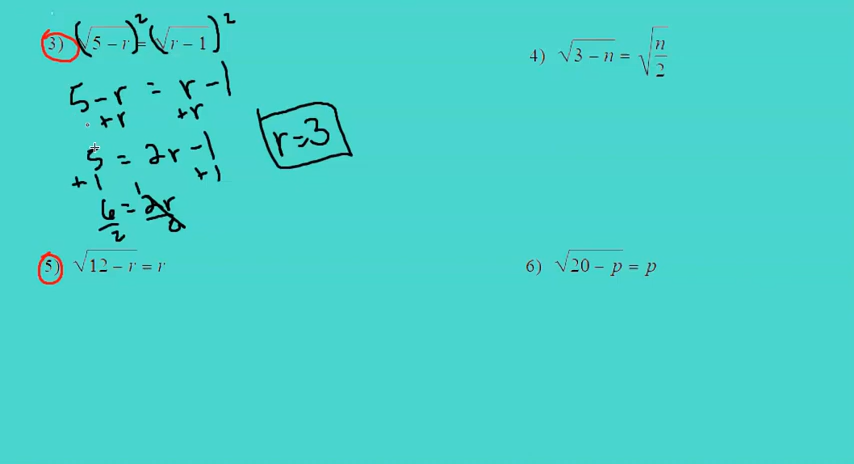 3) (√5 − r)² = (√r − 1)²
5 − r = r − 1
+r +r
5 = 2r − 1
+1 +1
6/2 = 2r/2
1
r = 3
4) √3 − n = √n/2
5) √12 − r = r
6) √20 − p = p